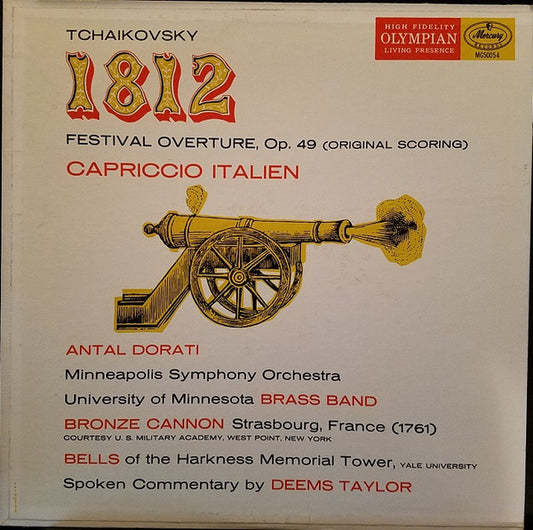 TCHAIKOVSKY
HIGH FIDELITY
OLYMPIAN
LIVING PRESENCE
Mercury
RECORDS
MG50054
1812
FESTIVAL OVERTURE, Op. 49 (ORIGINAL SCORING)
CAPRICCIO ITALIEN
ANTAL DORATI
Minneapolis Symphony Orchestra
University of Minnesota BRASS BAND
BRONZE CANNON Strasbourg, France (1761)
COURTESY U. S. MILITARY ACADEMY, WEST POINT, NEW YORK
BELLS of the Harkness Memorial Tower, YALE UNIVERSITY
Spoken Commentary by DEEMS TAYLOR